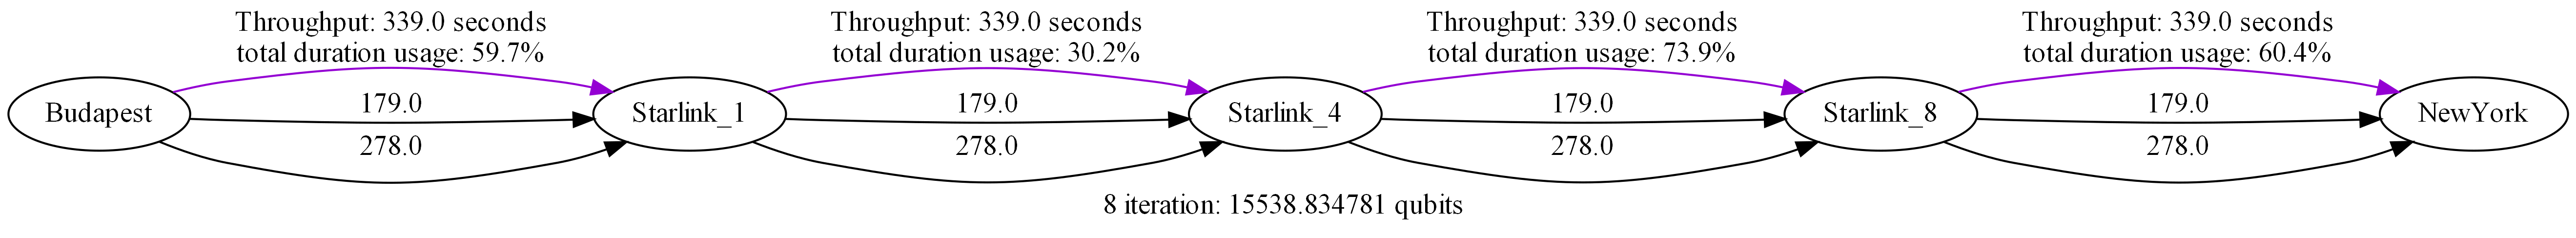 Throughput: 339.0 seconds
total duration usage: 59.7%
Throughput: 339.0 seconds
total duration usage: 30.2%
Throughput: 339.0 seconds
total duration usage: 73.9%
Throughput: 339.0 seconds
total duration usage: 60.4%
Budapest
179.0
278.0
Starlink_1
179.0
278.0
Starlink_4
179.0
278.0
Starlink_8
179.0
278.0
NewYork
8 iteration: 15538.834781 qubits